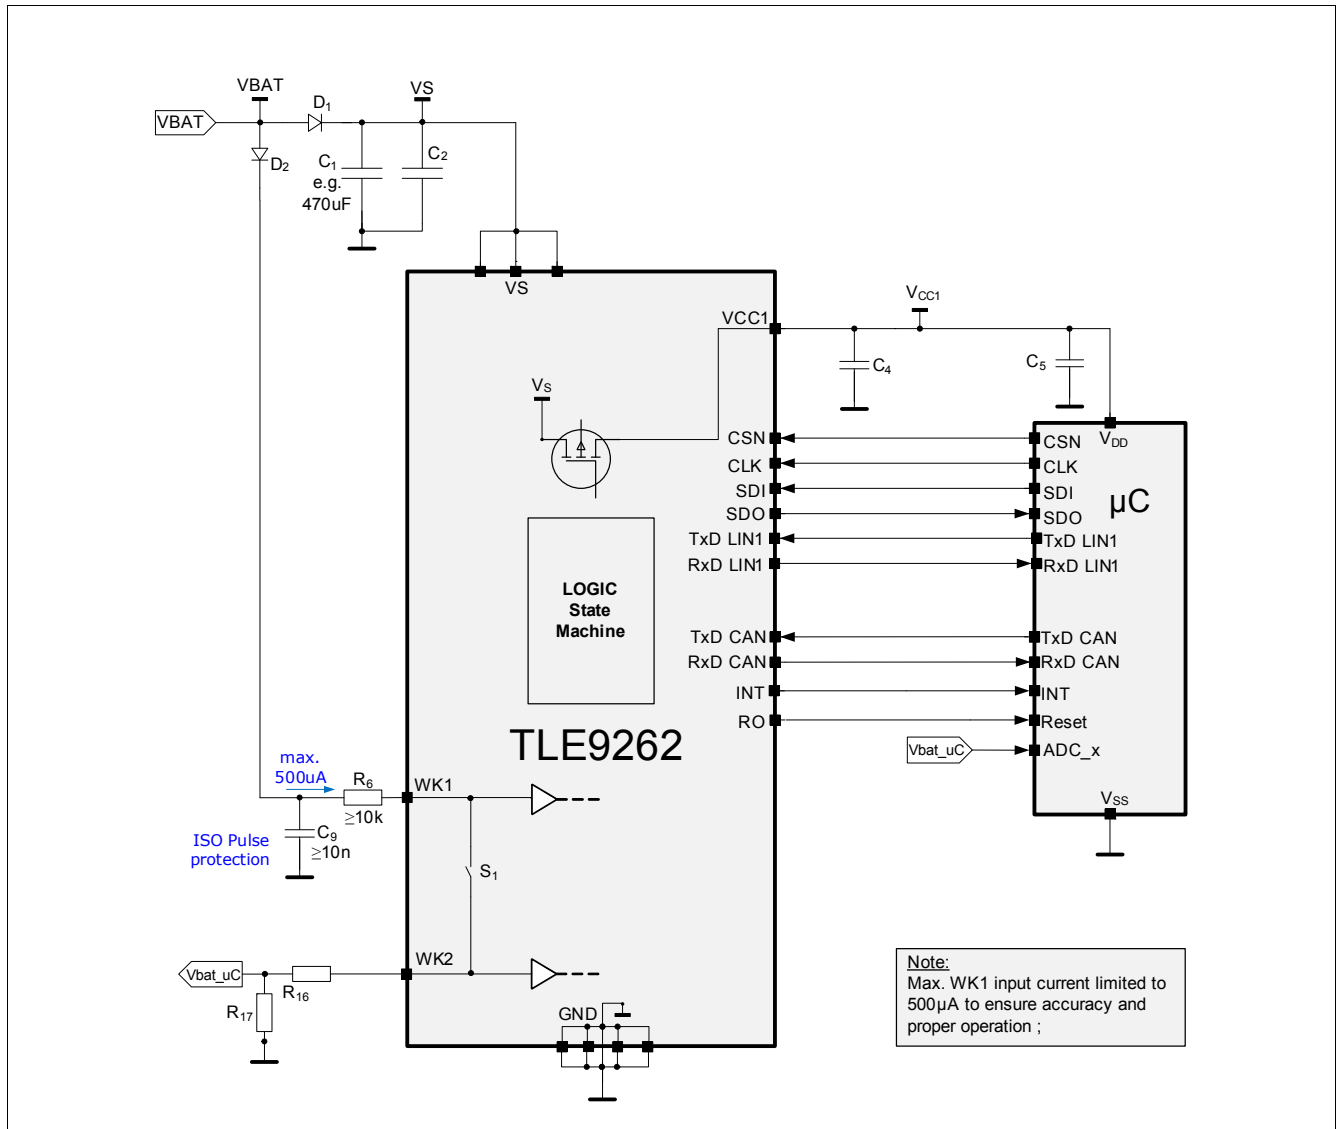 VBAT
VS
VBAT
D1
D2
C1
e.g.
470uF
C2
VS
VCC1
VCC1
C4
C5
VS
CSN
CLK
SDI
SDO
TxD LIN1
RxD LIN1
TxD CAN
RxD CAN
INT
RO
VDD
CSN
CLK
SDI
SDO
TxD LIN1
RxD LIN1
TxD CAN
RxD CAN
INT
Reset
ADC_x
µC
VSS
Vbat_uC
LOGIC
State
Machine
TLE9262
max.
500uA
R6
≥10k
WK1
ISO Pulse
protection
C9
≥10n
S1
WK2
Vbat_uC
R16
R17
GND
Note:
Max. WK1 input current limited to
500µA to ensure accuracy and
proper operation ;